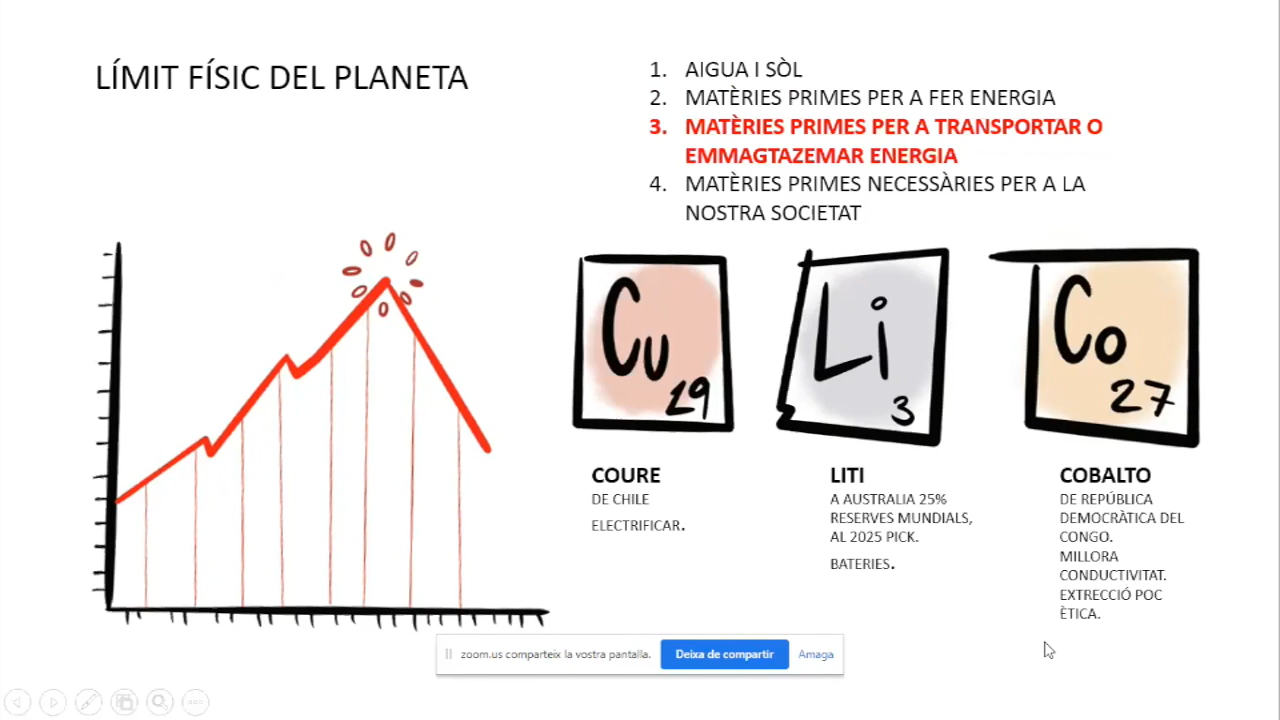 LÍMIT FÍSIC DEL PLANETA
1. AIGUA I SÒL
2. MATÈRIES PRIMES PER A FER ENERGIA
3. MATÈRIES PRIMES PER A TRANSPORTAR O
EMMAGTAZEMAR ENERGIA
4. MATÈRIES PRIMES NECESSÀRIES PER A LA
NOSTRA SOCIETAT
Cu
29
Li
3
Co
27
COURE
DE CHILE
ELECTRIFICAR.
LITI
A AUSTRALIA 25%
RESERVES MUNDIALS,
AL 2025 PICK.
BATERIES.
COBALTO
DE REPÚBLICA
DEMOCRÀTICA DEL
CONGO.
MILLORA
CONDUCTIVITAT.
EXTRECCIÓ POC
ÈTICA.
zoom.us comparteix la vostra pantalla.
Deixa de compartir
Amaga